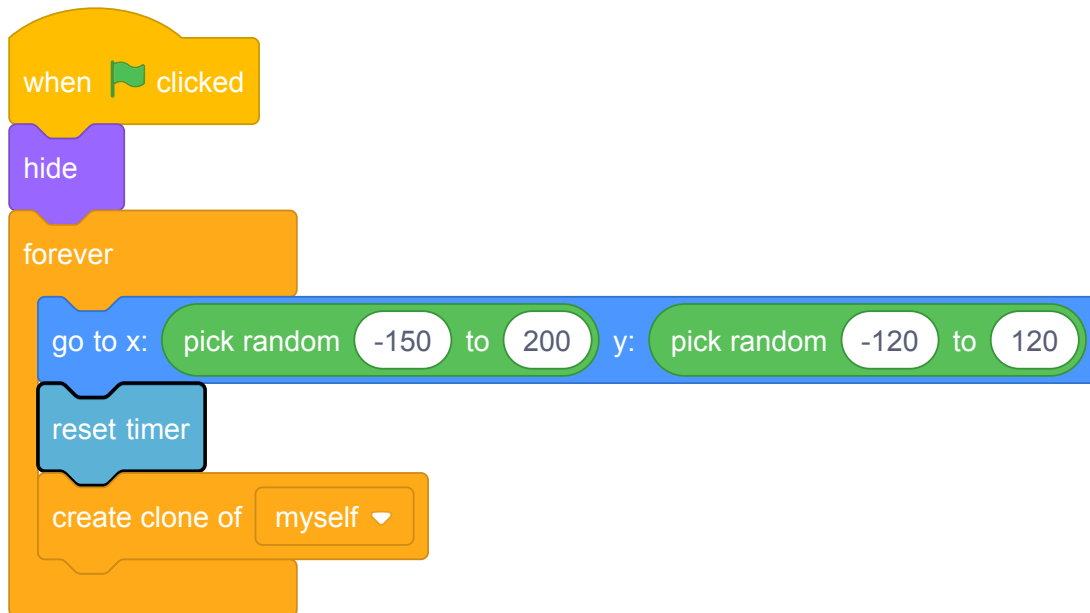 when clicked
hide
forever
go to x: pick random -150 to 200 y: pick random -120 to 120
reset timer
create clone of myself